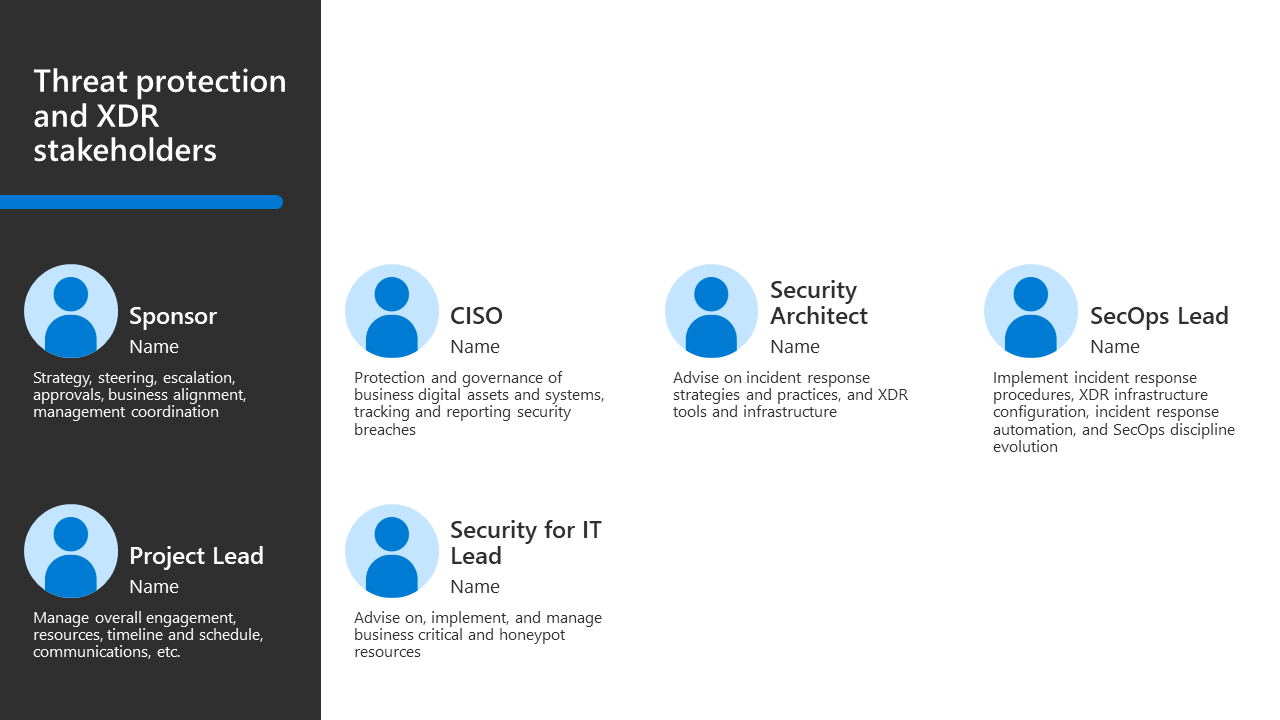 Threat protection
and XDR
stakeholders
Sponsor
Name
Strategy, steering, escalation,
approvals, business alignment,
management coordination
CISO
Name
Protection and governance of
business digital assets and systems,
tracking and reporting security
breaches
Security
Architect
Name
Advise on incident response
strategies and practices, and XDR
tools and infrastructure
SecOps Lead
Name
Implement incident response
procedures, XDR infrastructure
configuration, incident response
automation, and SecOps discipline
evolution
Project Lead
Name
Manage overall engagement,
resources, timeline and schedule,
communications, etc.
Security for IT
Lead
Name
Advise on, implement, and manage
business critical and honeypot
resources